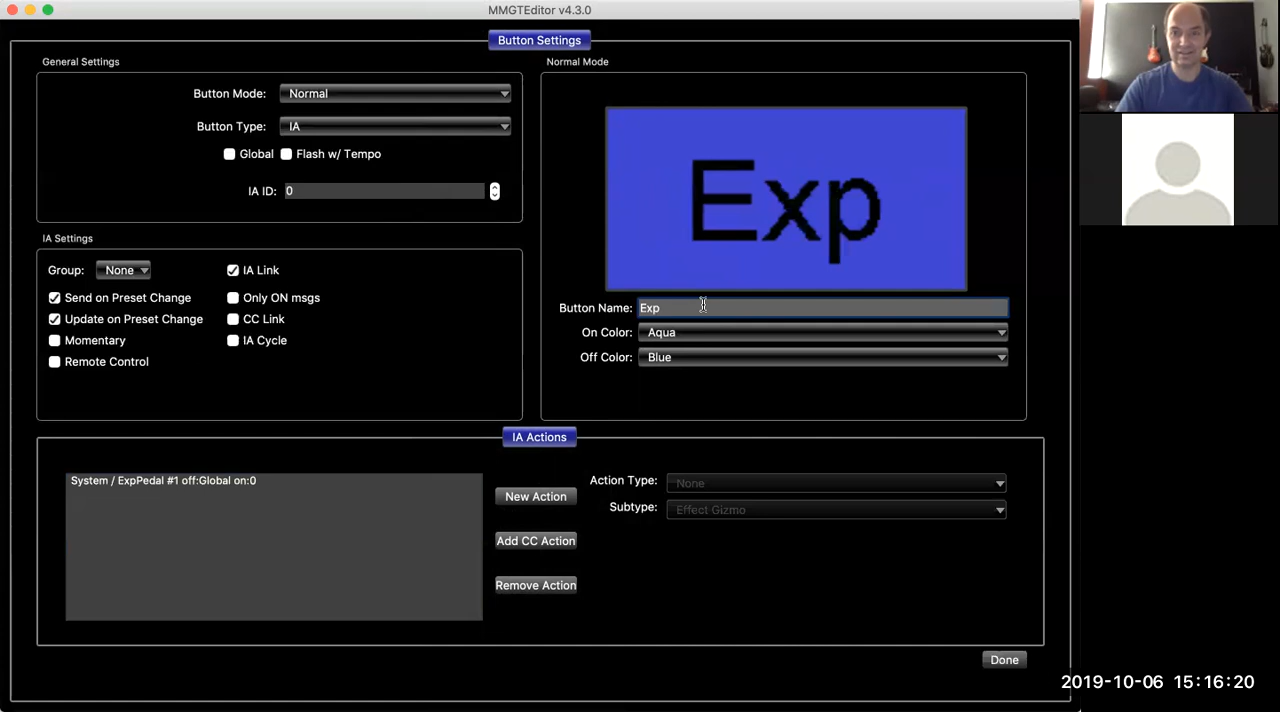 MMGTEditor v4.3.0
Button Settings
General Settings
Button Mode: Normal
Button Type: IA
Global Flash w/ Tempo
IA ID: 0
Normal Mode
Exp
Button Name: Exp
On Color: Aqua
Off Color: Blue
IA Settings
Group: None IA Link
Send on Preset Change Only ON msgs
Update on Preset Change CC Link
Momentary IA Cycle
Remote Control
IA Actions
System / ExpPedal #1 off:Global on:0
New Action
Add CC Action
Remove Action
Action Type: None
Subtype: Effect Gizmo
Done
2019-10-06 15:16:20